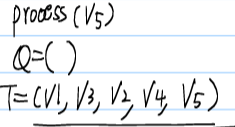 process(V5)
Q=( )
T=(V1, V3, V2, V4, V5)